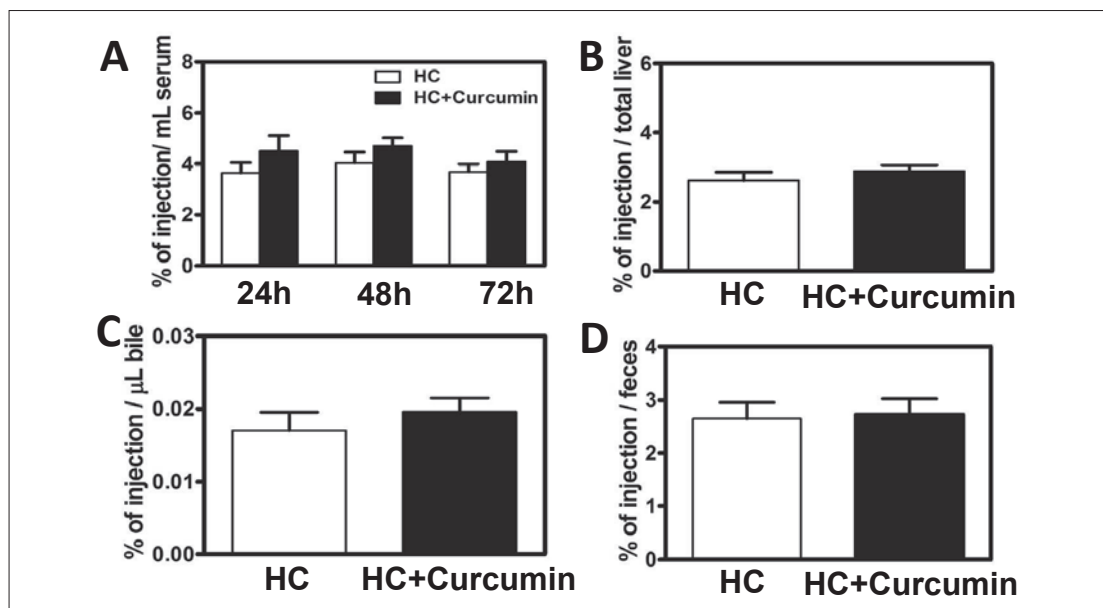 A
% of injection/ mL serum
8
6
4
2
0
HC
HC+Curcumin
24h 48h 72h
B
% of injection / total liver
6
4
2
0
HC HC+Curcumin
C
% of injection / μL bile
0.03
0.02
0.01
0.00
HC HC+Curcumin
D
% of injection / feces
4
3
2
1
0
HC HC+Curcumin